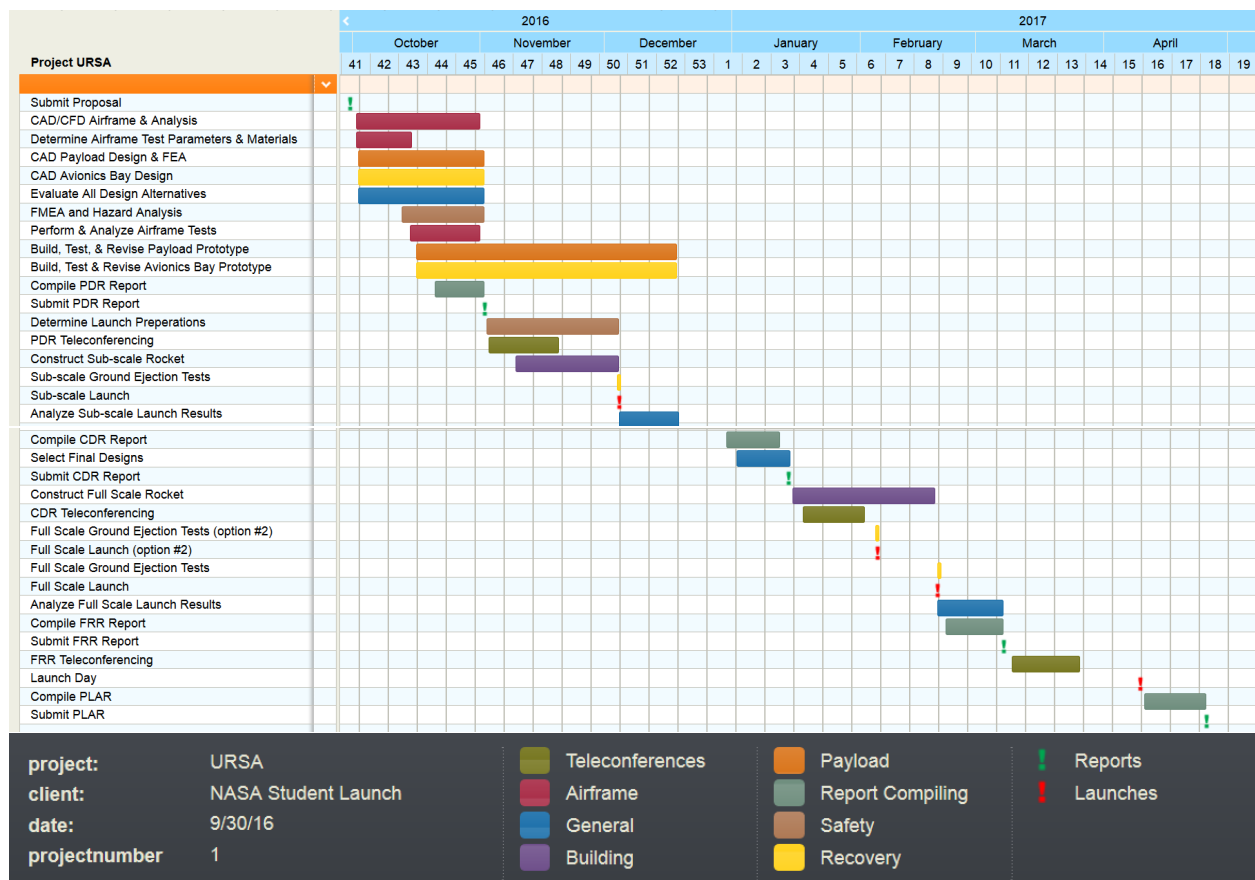 2016 2017
October November December January February March April
Project URSA 41 42 43 44 45 46 47 48 49 50 51 52 53 1 2 3 4 5 6 7 8 9 10 11 12 13 14 15 16 17 18 19
Submit Proposal
CAD/CFD Airframe & Analysis
Determine Airframe Test Parameters & Materials
CAD Payload Design & FEA
CAD Avionics Bay Design
Evaluate All Design Alternatives
FMEA and Hazard Analysis
Perform & Analyze Airframe Tests
Build, Test, & Revise Payload Prototype
Build, Test & Revise Avionics Bay Prototype
Compile PDR Report
Submit PDR Report
Determine Launch Preperations
PDR Teleconferencing
Construct Sub-scale Rocket
Sub-scale Ground Ejection Tests
Sub-scale Launch
Analyze Sub-scale Launch Results
Compile CDR Report
Select Final Designs
Submit CDR Report
Construct Full Scale Rocket
CDR Teleconferencing
Full Scale Ground Ejection Tests (option #2)
Full Scale Launch (option #2)
Full Scale Ground Ejection Tests
Full Scale Launch
Analyze Full Scale Launch Results
Compile FRR Report
Submit FRR Report
FRR Teleconferencing
Launch Day
Compile PLAR
Submit PLAR
project: URSA Teleconferences Payload ! Reports
client: NASA Student Launch Airframe Report Compiling ! Launches
date: 9/30/16 General Safety
projectnumber 1 Building Recovery